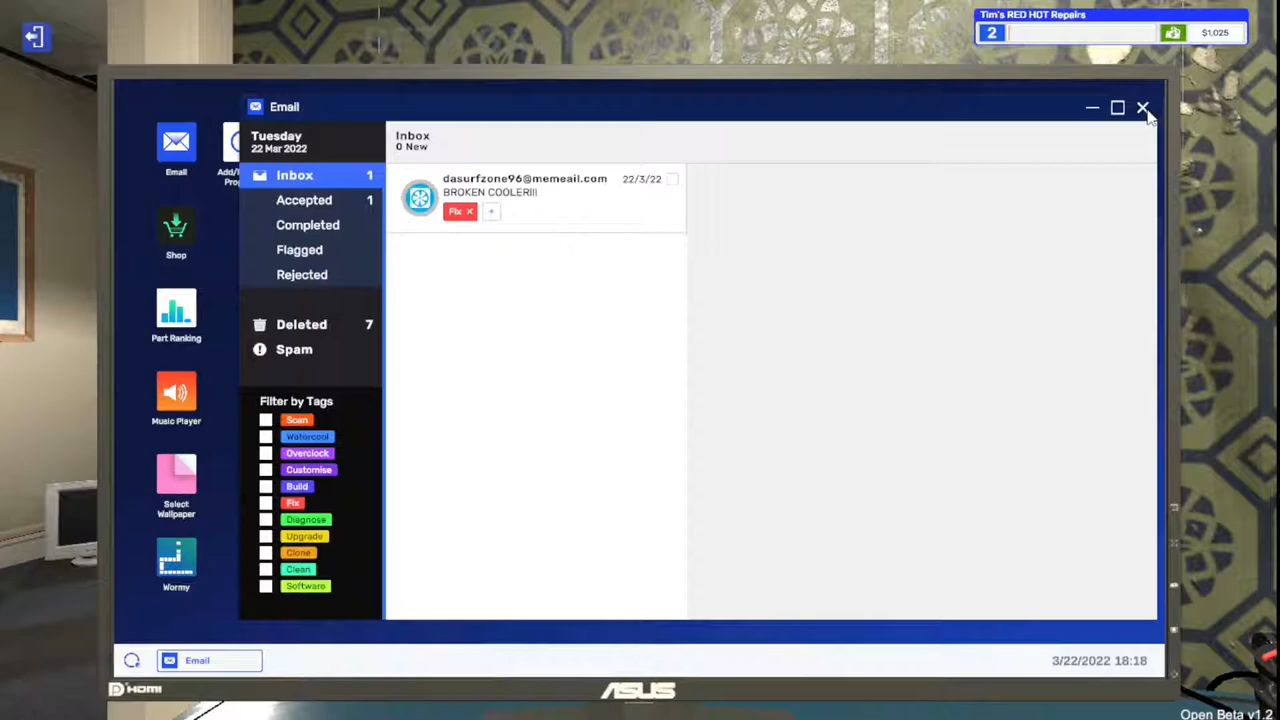 Tim's RED HOT Repairs
2
$1,025
Email
Tuesday
22 Mar 2022
Inbox 1
Accepted 1
Completed
Flagged
Rejected
Deleted 7
Spam
Filter by Tags
Scan
Watercool
Overclock
Customise
Build
Fix
Diagnose
Upgrade
Clone
Clean
Software
Inbox
0 New
dasurfzone96@memeail.com 22/3/22
BROKEN COOLER!!!
Fix × +
Email
Add/
Pro
Shop
Part Ranking
Music Player
Select
Wallpaper
Wormy
Email
3/22/2022 18:18
HDMI
ASUS
Open Beta v1.2